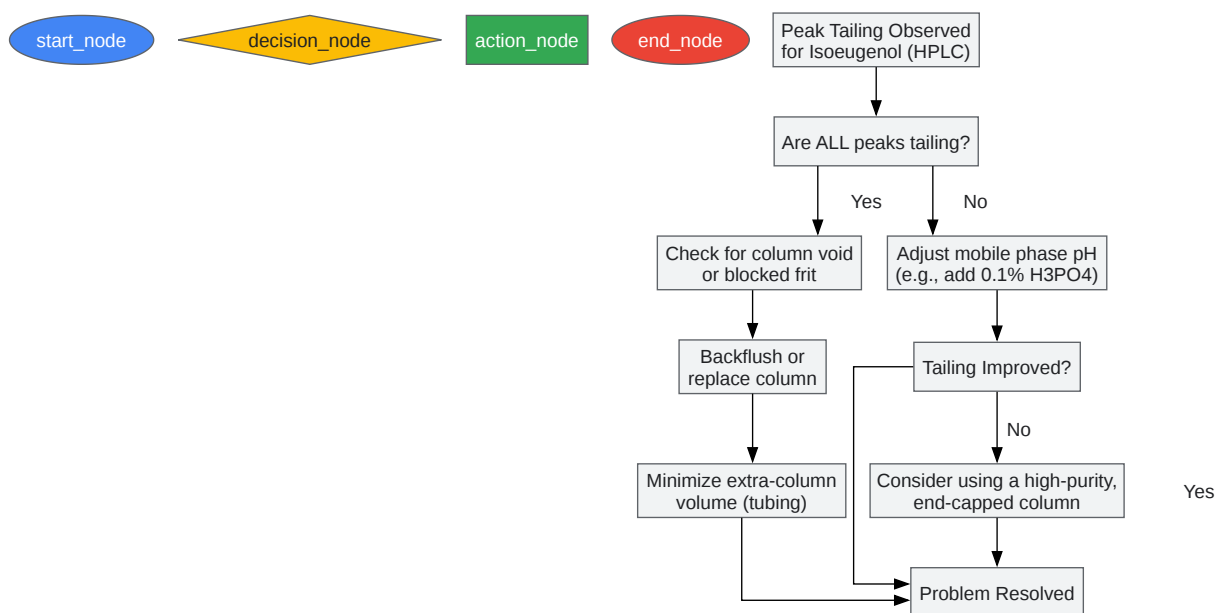 start_node
decision_node
action_node
end_node
Peak Tailing Observed
for Isoeugenol (HPLC)
Are ALL peaks tailing?
Yes
No
Check for column void
or blocked frit
Adjust mobile phase pH
(e.g., add 0.1% H3PO4)
Backflush or
replace column
Tailing Improved?
No
Minimize extra-column
volume (tubing)
Consider using a high-purity,
end-capped column
Yes
Problem Resolved